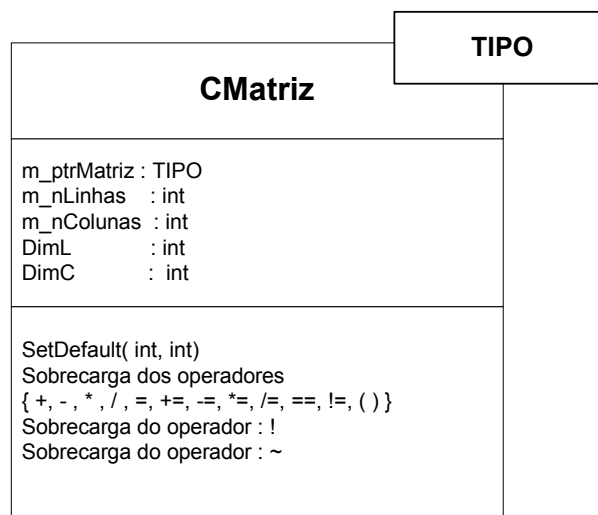 TIPO
CMatriz
m_ptrMatriz : TIPO
m_nLinhas : int
m_nColunas : int
DimL : int
DimC : int
SetDefault( int, int)
Sobrecarga dos operadores
{ +, - , * , / , =, +=, -=, *=, /=, ==, !=, ( ) }
Sobrecarga do operador : !
Sobrecarga do operador : ~